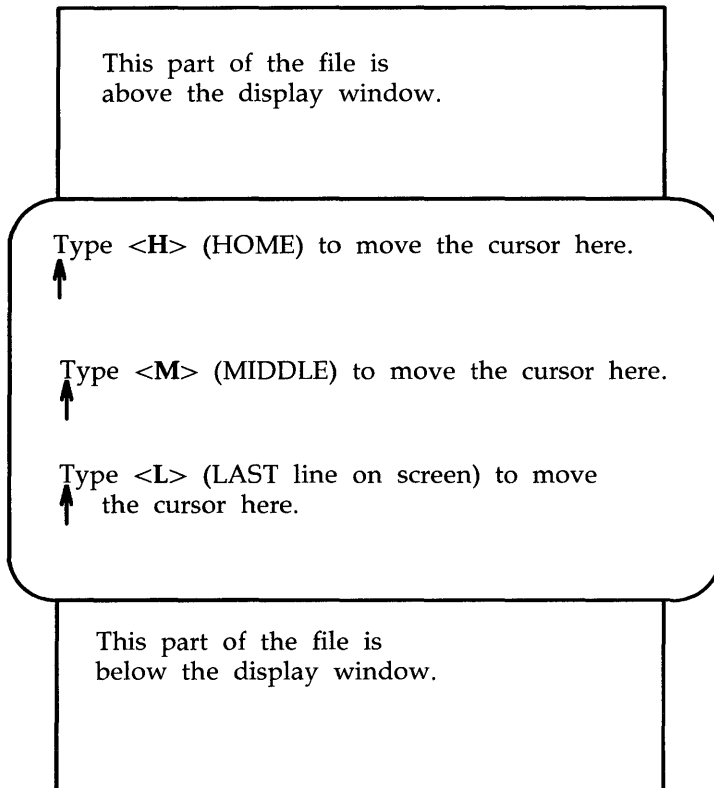 This part of the file is
above the display window.
Type <H> (HOME) to move the cursor here.
Type <M> (MIDDLE) to move the cursor here.
Type <L> (LAST line on screen) to move
the cursor here.
This part of the file is
below the display window.